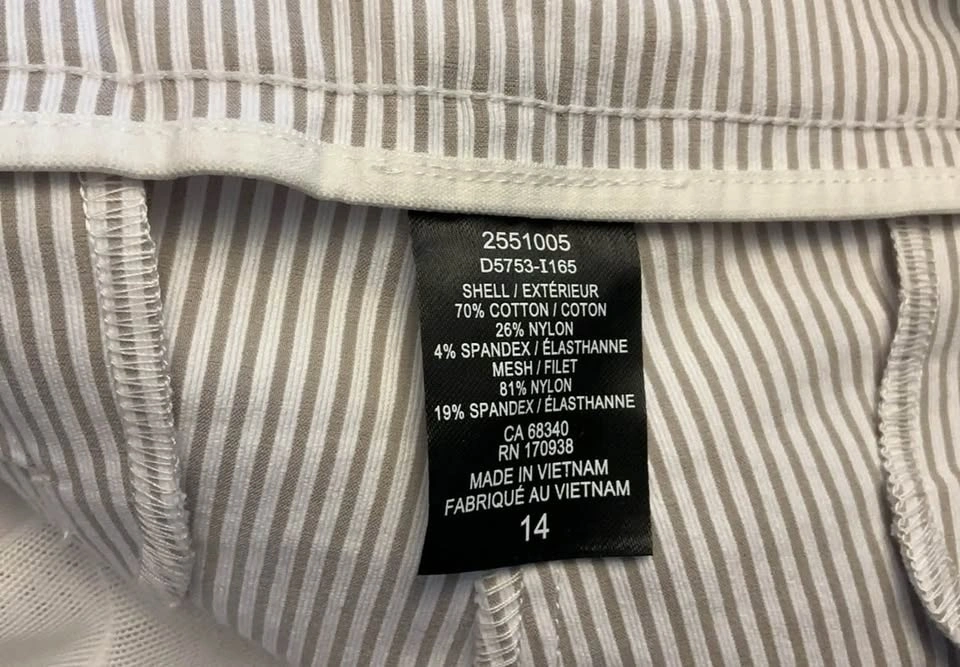 2551005
D5753-I165
SHELL / EXTÉRIEUR
70% COTTON / COTON
26% NYLON
4% SPANDEX / ÉLASTHANNE
MESH / FILET
81% NYLON
19% SPANDEX / ÉLASTHANNE
CA 68340
RN 170938
MADE IN VIETNAM
FABRIQUÉ AU VIETNAM
14